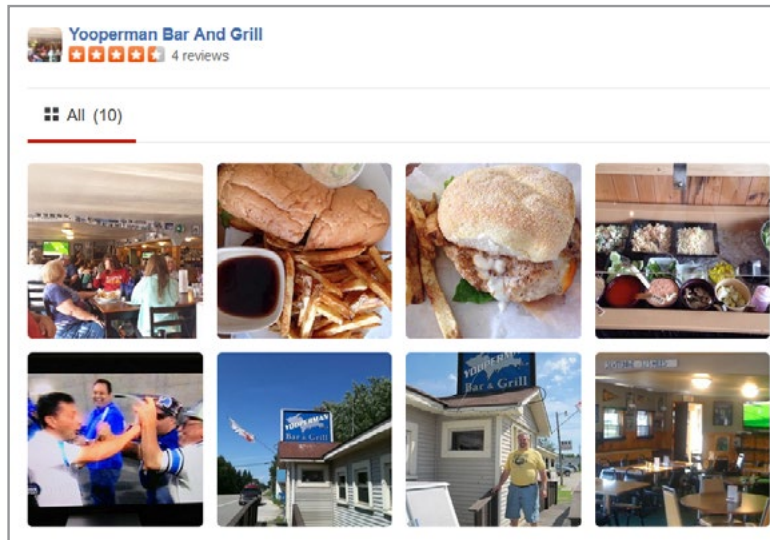 Yooperman Bar And Grill
4 reviews
All (10)
YOOPERMAN
Bar & Grill
YOOPERMAN
Bar & Grill